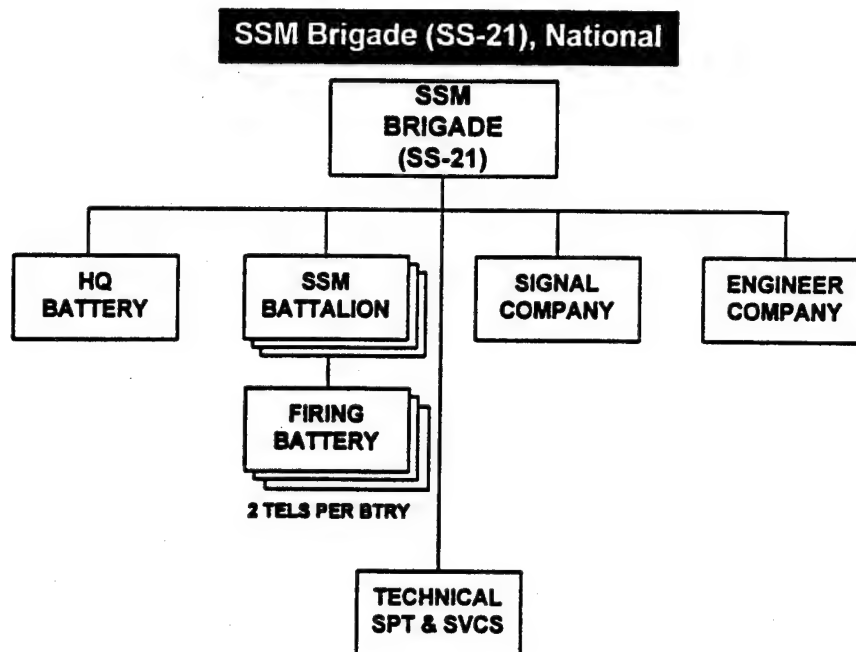 SSM Brigade (SS-21), National
SSM
BRIGADE
(SS-21)
HQ
BATTERY
SSM
BATTALION
SIGNAL
COMPANY
ENGINEER
COMPANY
FIRING
BATTERY
2 TELS PER BTRY
TECHNICAL
SPT & SVCS